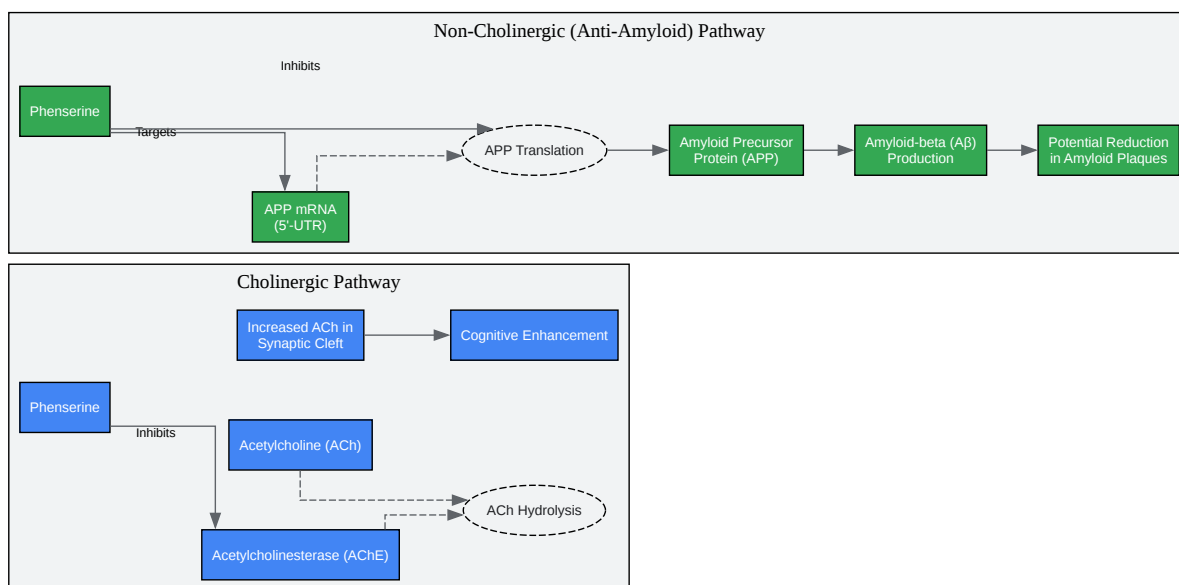 Non-Cholinergic (Anti-Amyloid) Pathway
Inhibits
Phenserine
Targets
APP Translation
Amyloid Precursor
Protein (APP)
Amyloid-beta (Aβ)
Production
Potential Reduction
in Amyloid Plaques
APP mRNA
(5'-UTR)
Cholinergic Pathway
Increased ACh in
Synaptic Cleft
Cognitive Enhancement
Phenserine
Inhibits
Acetylcholine (ACh)
ACh Hydrolysis
Acetylcholinesterase (AChE)